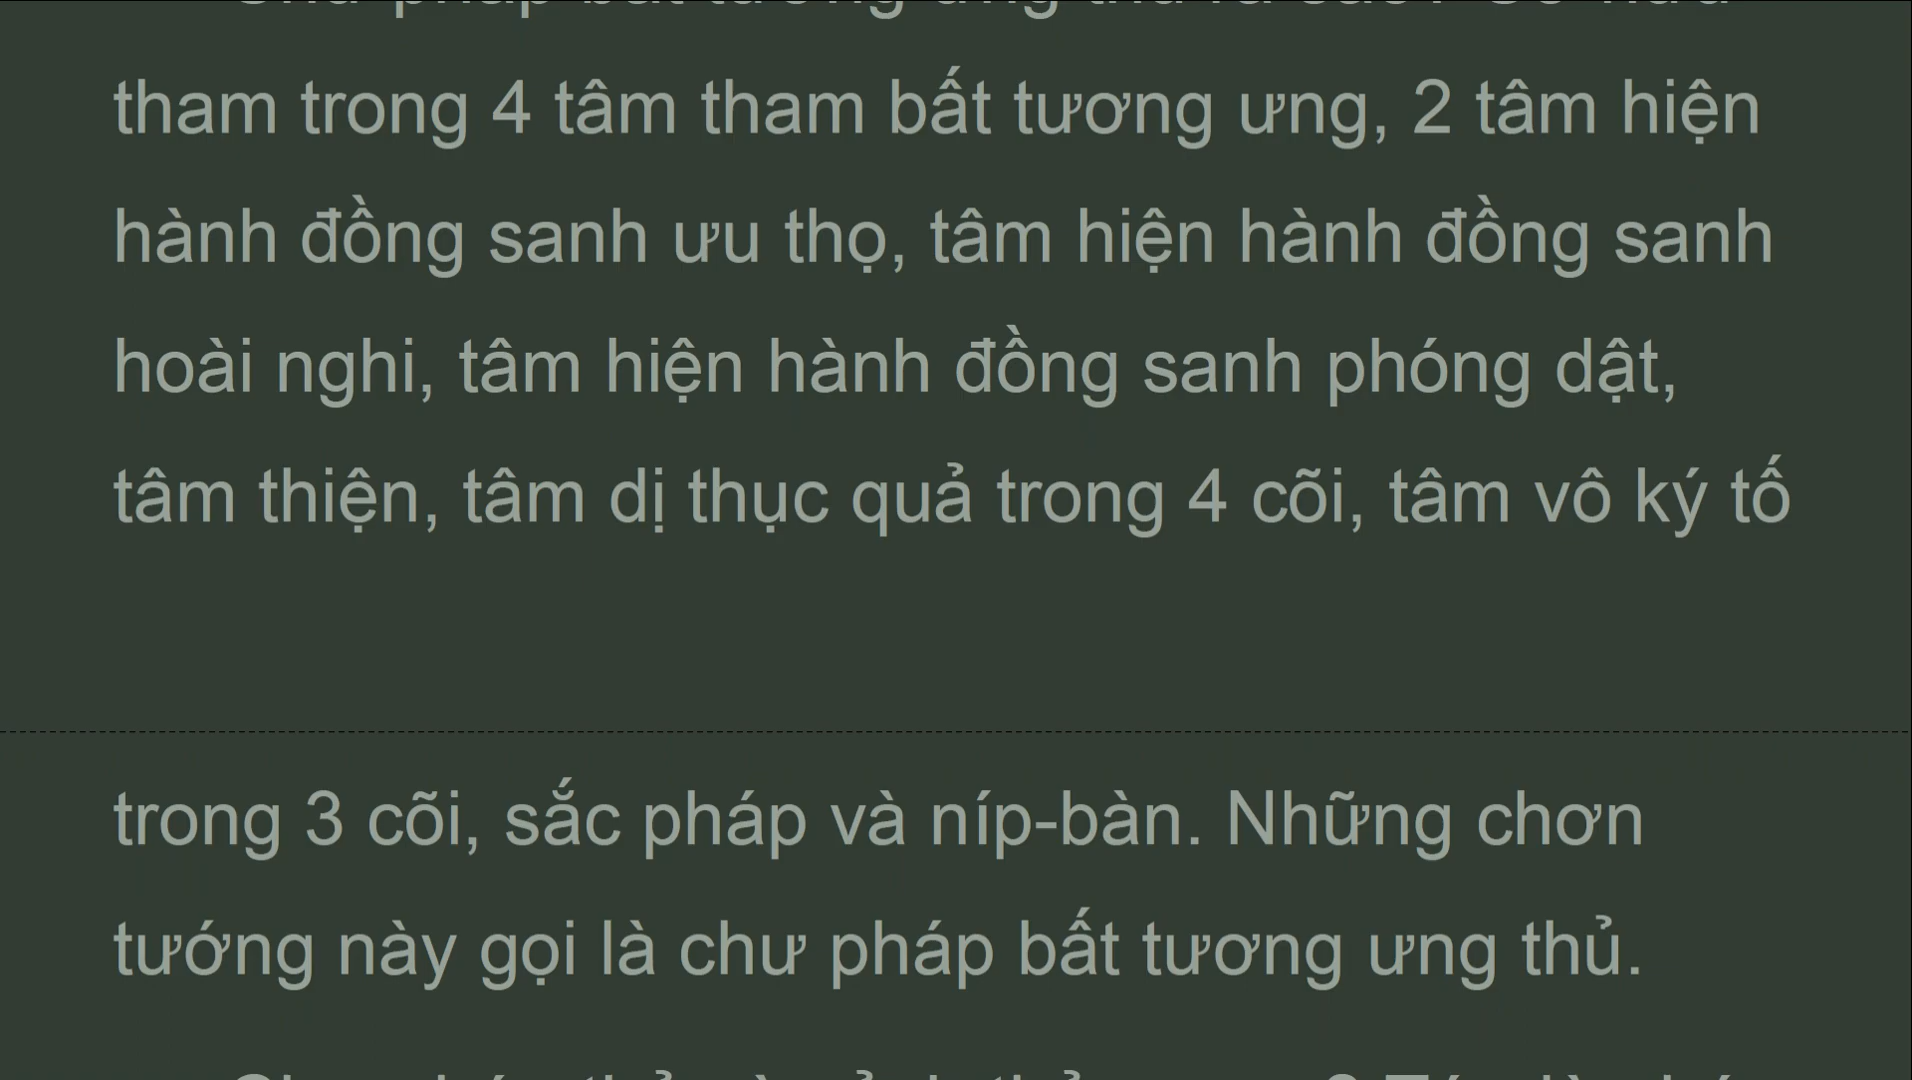 tham trong 4 tâm tham bất tương ưng, 2 tâm hiện
hành đồng sanh ưu thọ, tâm hiện hành đồng sanh
hoài nghi, tâm hiện hành đồng sanh phóng dật,
tâm thiện, tâm dị thục quả trong 4 cõi, tâm vô ký tố
trong 3 cõi, sắc pháp và níp-bàn. Những chơn
tướng này gọi là chư pháp bất tương ưng thủ.